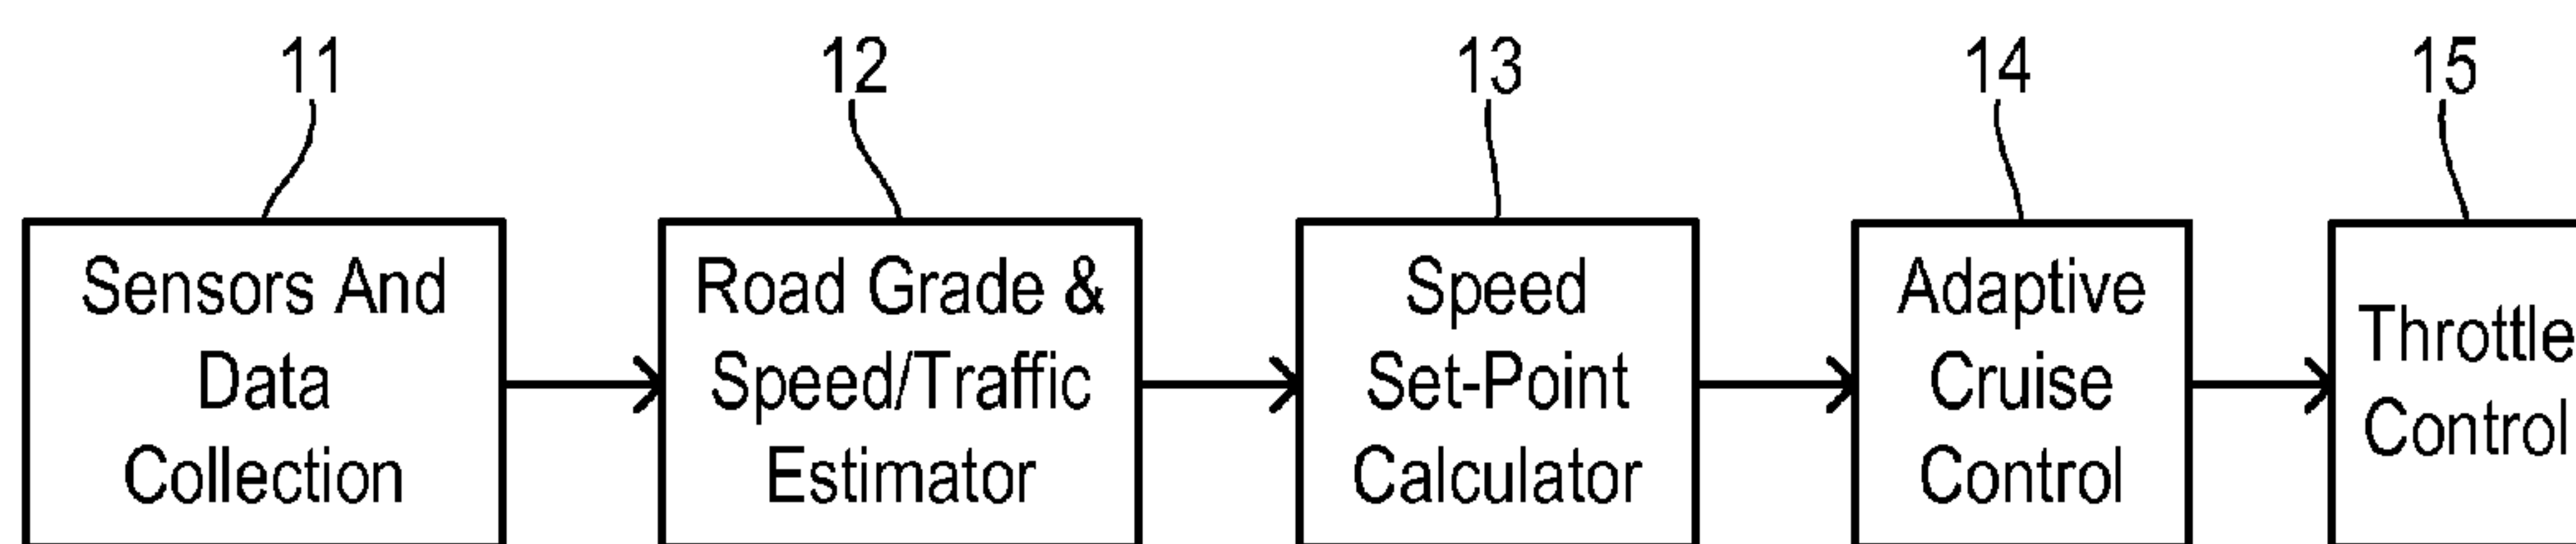 11
12
13
14
15
Sensors And
Data
Collection
Road Grade &
Speed/Traffic
Estimator
Speed
Set-Point
Calculator
Adaptive
Cruise
Control
Throttle
Control